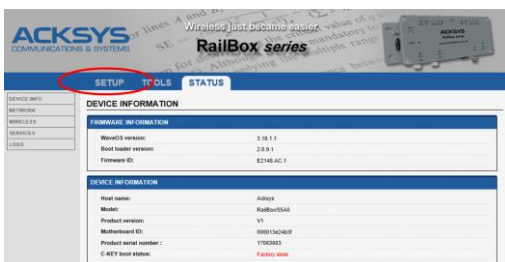 ACKSYS
COMMUNICATIONS & SYSTEMS
Wireless just became easier
RailBox series
ACKSYS
SETUP TOOLS STATUS
DEVICE INFO
NETWORK
WIRELESS
SERVICES
LOGS
DEVICE INFORMATION
FIRMWARE INFORMATION
WaveOS version: 3.16.1.1
Boot loader version: 2.0.9.1
Firmware ID: E2148.AC.1
DEVICE INFORMATION
Host name: Acksys
Model: RailBox/55A0
Product version: V1
Motherboard ID: 000013e24b3f
Product serial number : 17003003
C-KEY boot status: Factory state